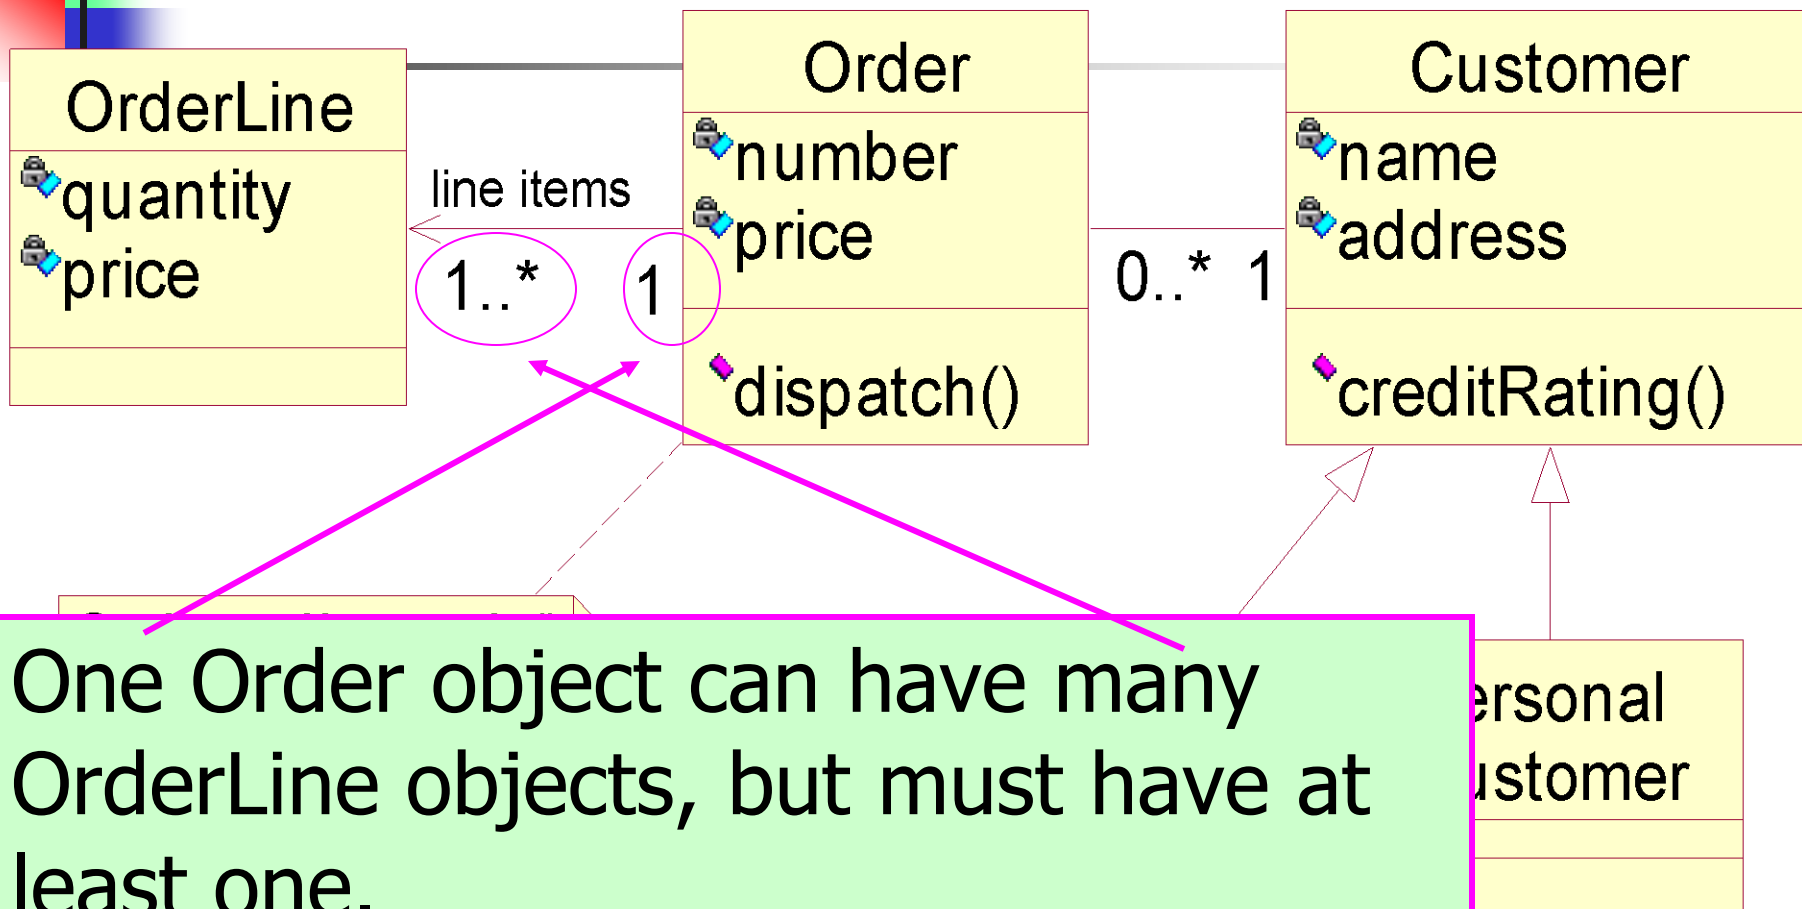 OrderLine
quantity
price
line items
1..*
1
Order
number
price
dispatch()
0..* 1
Customer
name
address
creditRating()
One Order object can have many
OrderLine objects, but must have at
least one.
ersonal
ustomer